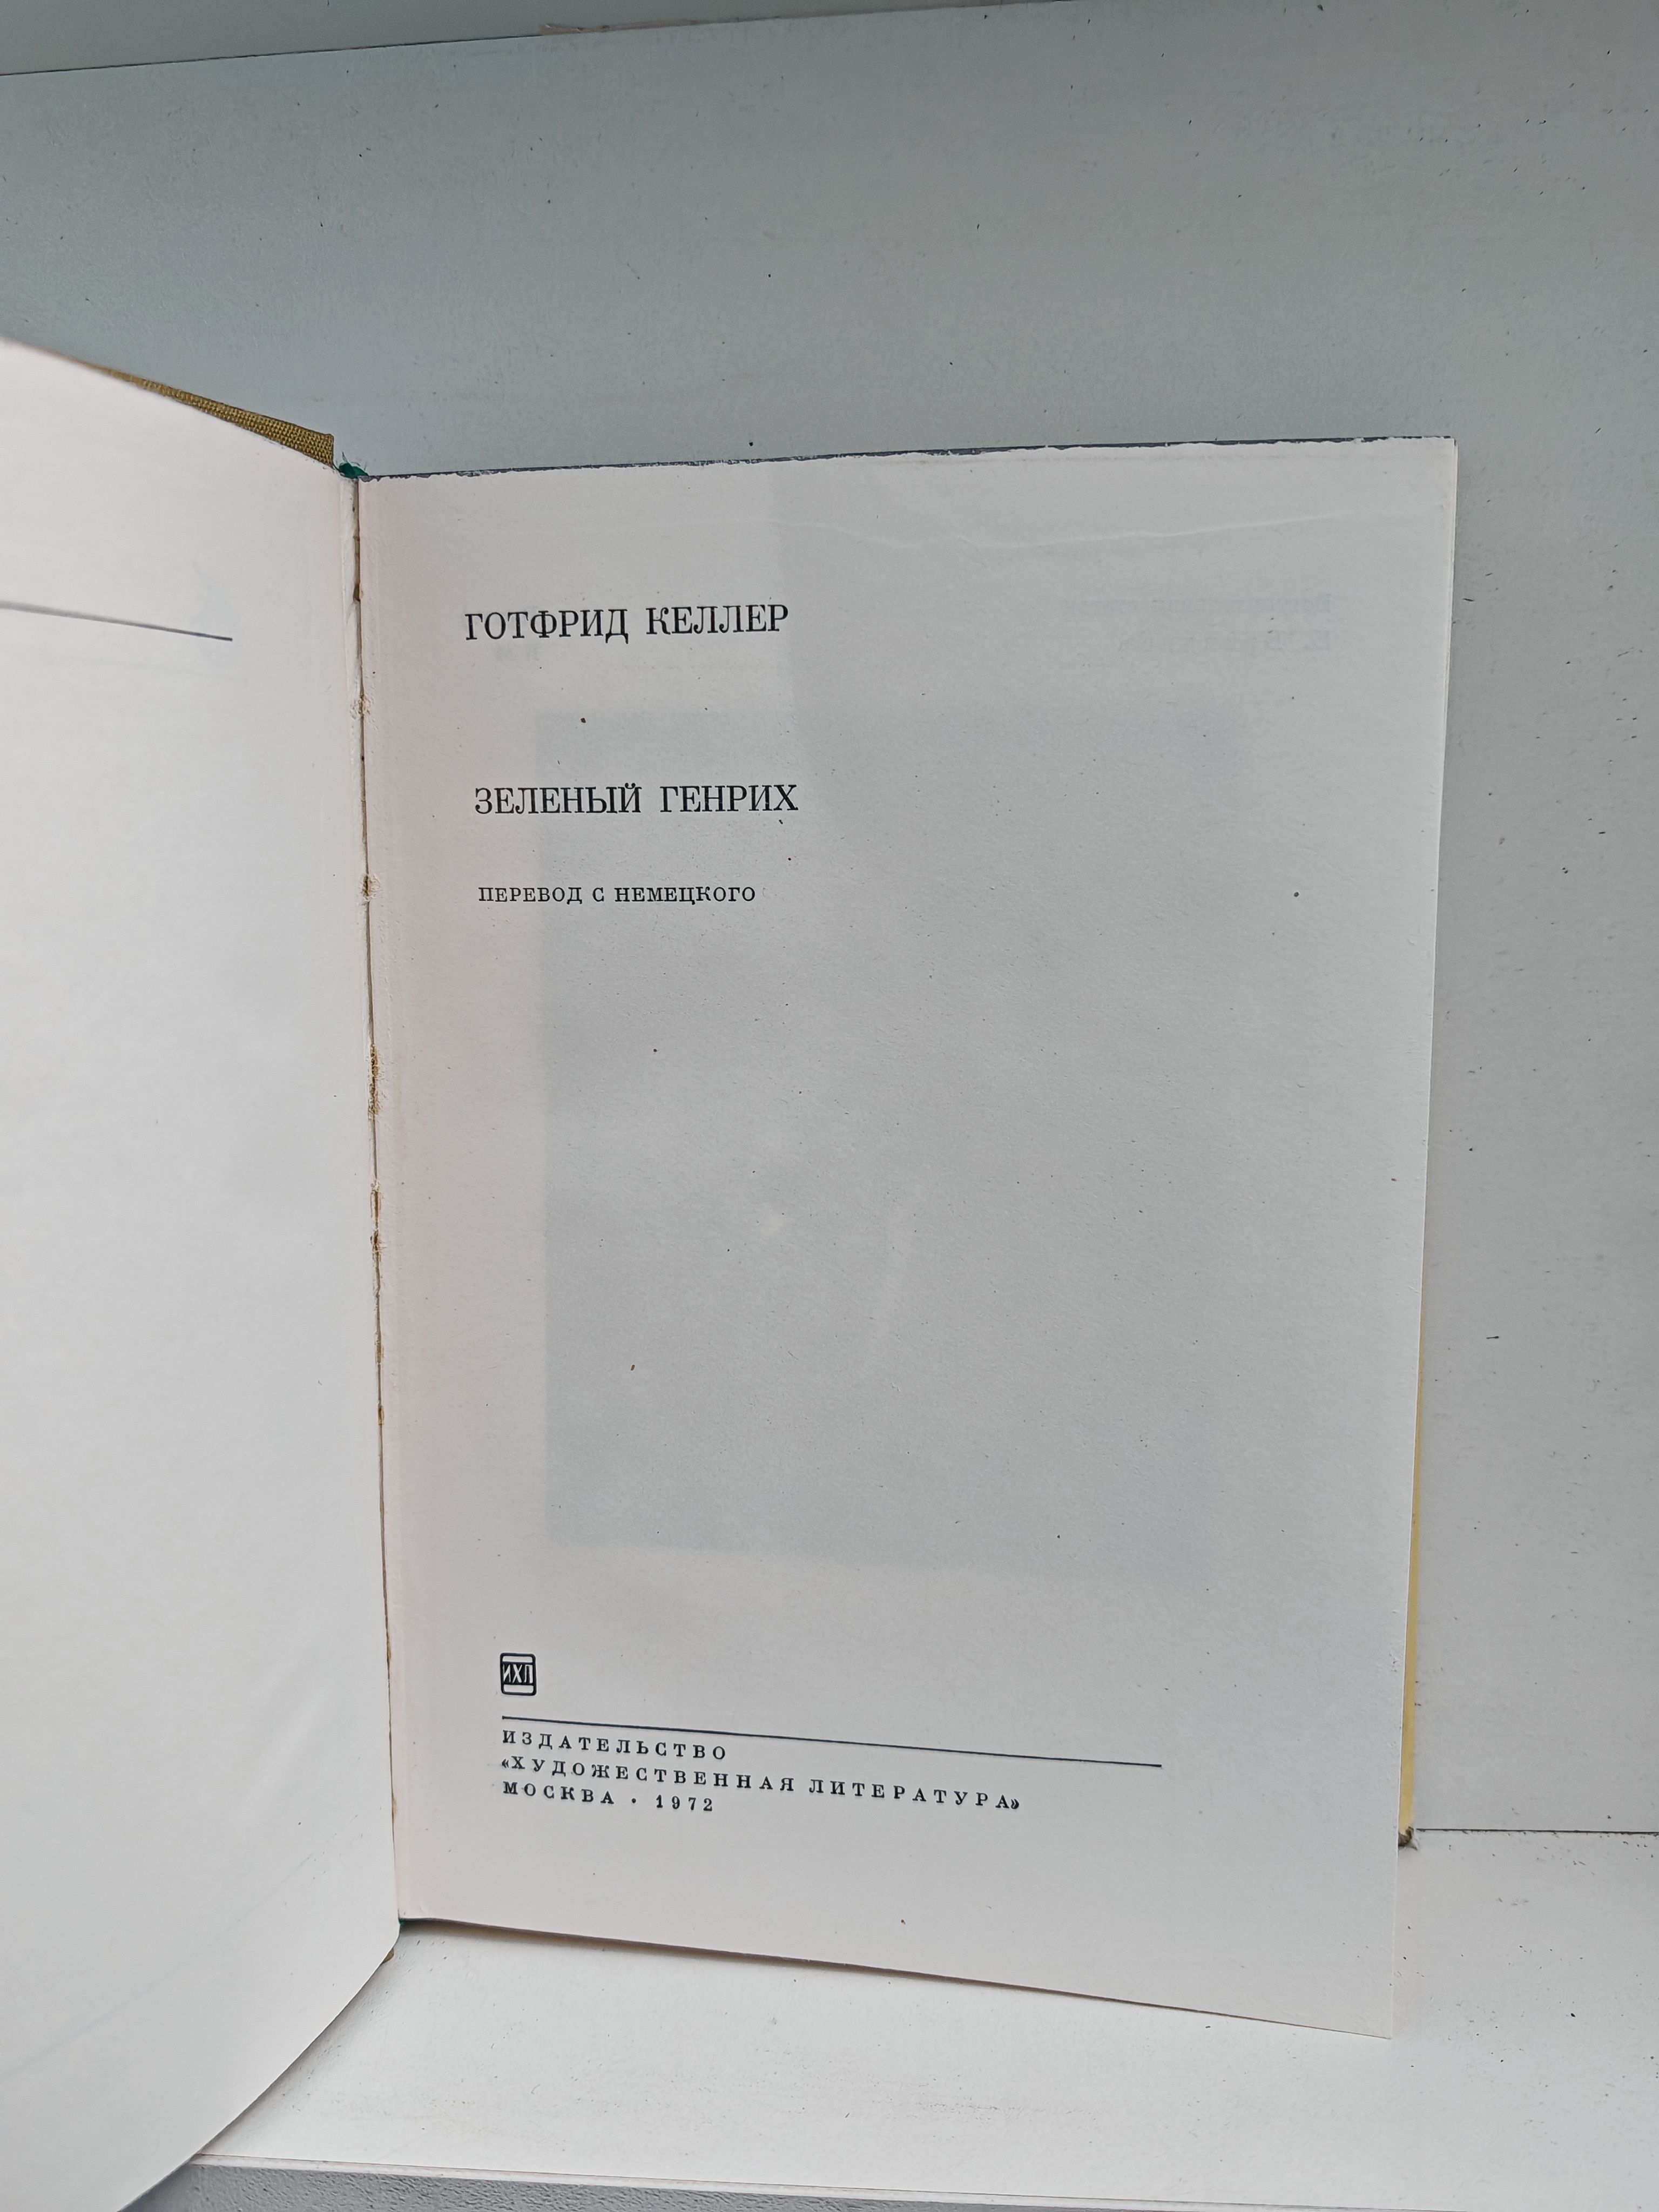 ГОТФРИД КЕЛЛЕР
ЗЕЛЕНЫЙ ГЕНРИХ
ПЕРЕВОД С НЕМЕЦКОГО
ИХЛ
ИЗДАТЕЛЬСТВО
«ХУДОЖЕСТВЕННАЯ ЛИТЕРАТУРА»
МОСКВА · 1972